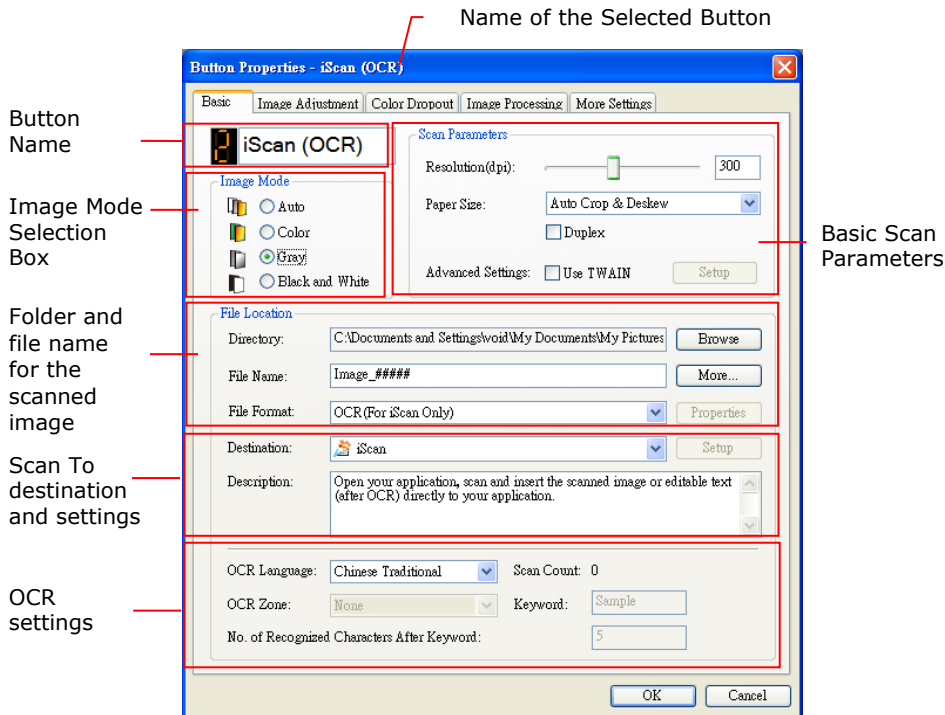 Name of the Selected Button
Button Properties - iScan (OCR)
Basic
Image Adjustment
Color Dropout
Image Processing
More Settings
Button
Name
2
iScan (OCR)
Image Mode
Selection
Box
Image Mode
Auto
Color
Gray
Black and White
Scan Parameters
Resolution(dpi):
300
Paper Size:
Auto Crop & Deskew
Duplex
Advanced Settings:
Use TWAIN
Setup
Basic Scan
Parameters
Folder and
file name
for the
scanned
image
File Location
Directory:
C:\Documents and Settings\void\My Documents\My Pictures
Browse
File Name:
Image_#####
More...
File Format:
OCR(For iScan Only)
Properties
Scan To
destination
and settings
Destination:
iScan
Setup
Description:
Open your application, scan and insert the scanned image or editable text
(after OCR) directly to your application.
OCR
settings
OCR Language:
Chinese Traditional
Scan Count: 0
OCR Zone:
None
Keyword:
Sample
No. of Recognized Characters After Keyword:
5
OK
Cancel